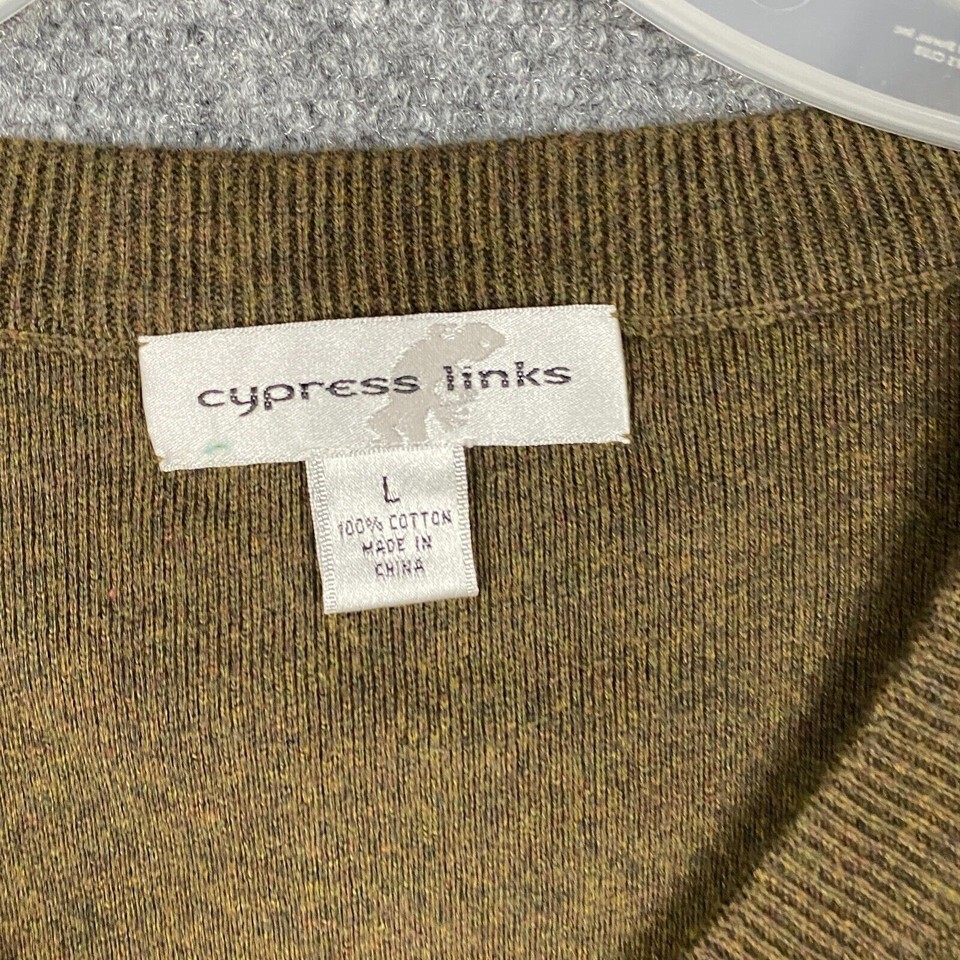 cypress links
L
100% COTTON
MADE IN
CHINA